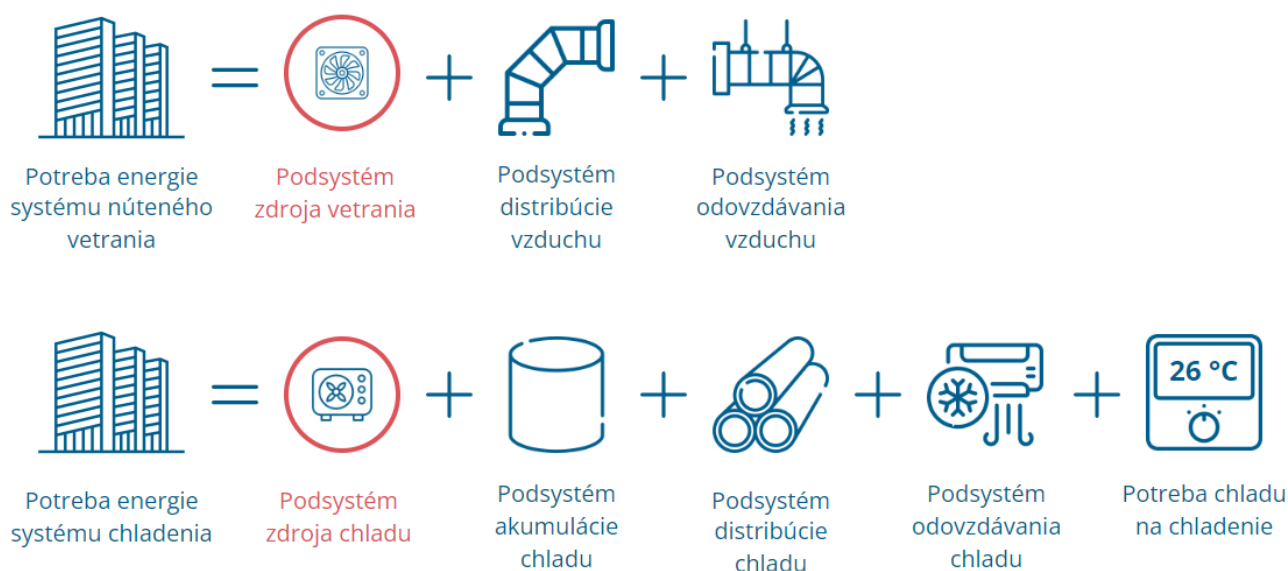 Potreba energie
systému núteného
vetrania
Podsystém
zdroja vetrania
Podsystém
distribúcie
vzduchu
Podsystém
odovzdávania
vzduchu
26 °C
Potreba energie
systému chladenia
Podsystém
zdroja chladu
Podsystém
akumulácie
chladu
Podsystém
distribúcie
chladu
Podsystém
odovzdávania
chladu
Potreba chladu
na chladenie